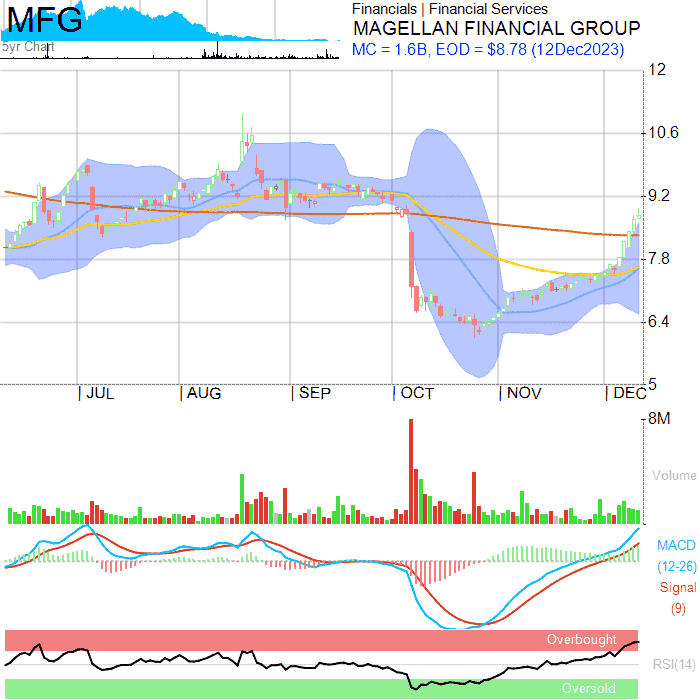 MFG
5yr Chart
Financials | Financial Services
MAGELLAN FINANCIAL GROUP
MC = 1.6B, EOD = $8.78 (12Dec2023)
12
10.6
9.2
7.8
6.4
5
| JUL | AUG | SEP | OCT | NOV | DEC
8M
Volume
MACD
(12-26)
Signal
(9)
Overbought
RSI(14)
Oversold